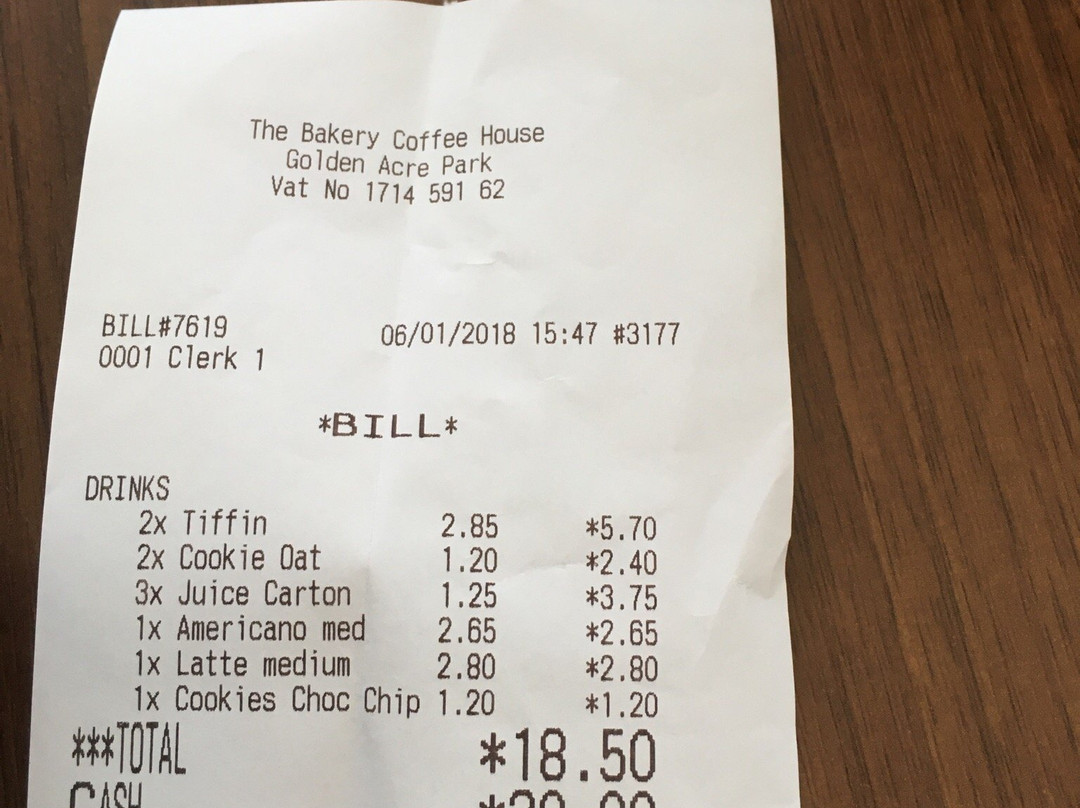 The Bakery Coffee House
Golden Acre Park
Vat No 1714 591 62
BILL#7619 06/01/2018 15:47 #3177
0001 Clerk 1
*BILL*
DRINKS
2x Tiffin 2.85 *5.70
2x Cookie Oat 1.20 *2.40
3x Juice Carton 1.25 *3.75
1x Americano med 2.65 *2.65
1x Latte medium 2.80 *2.80
1x Cookies Choc Chip 1.20 *1.20
***TOTAL *18.50
CASH